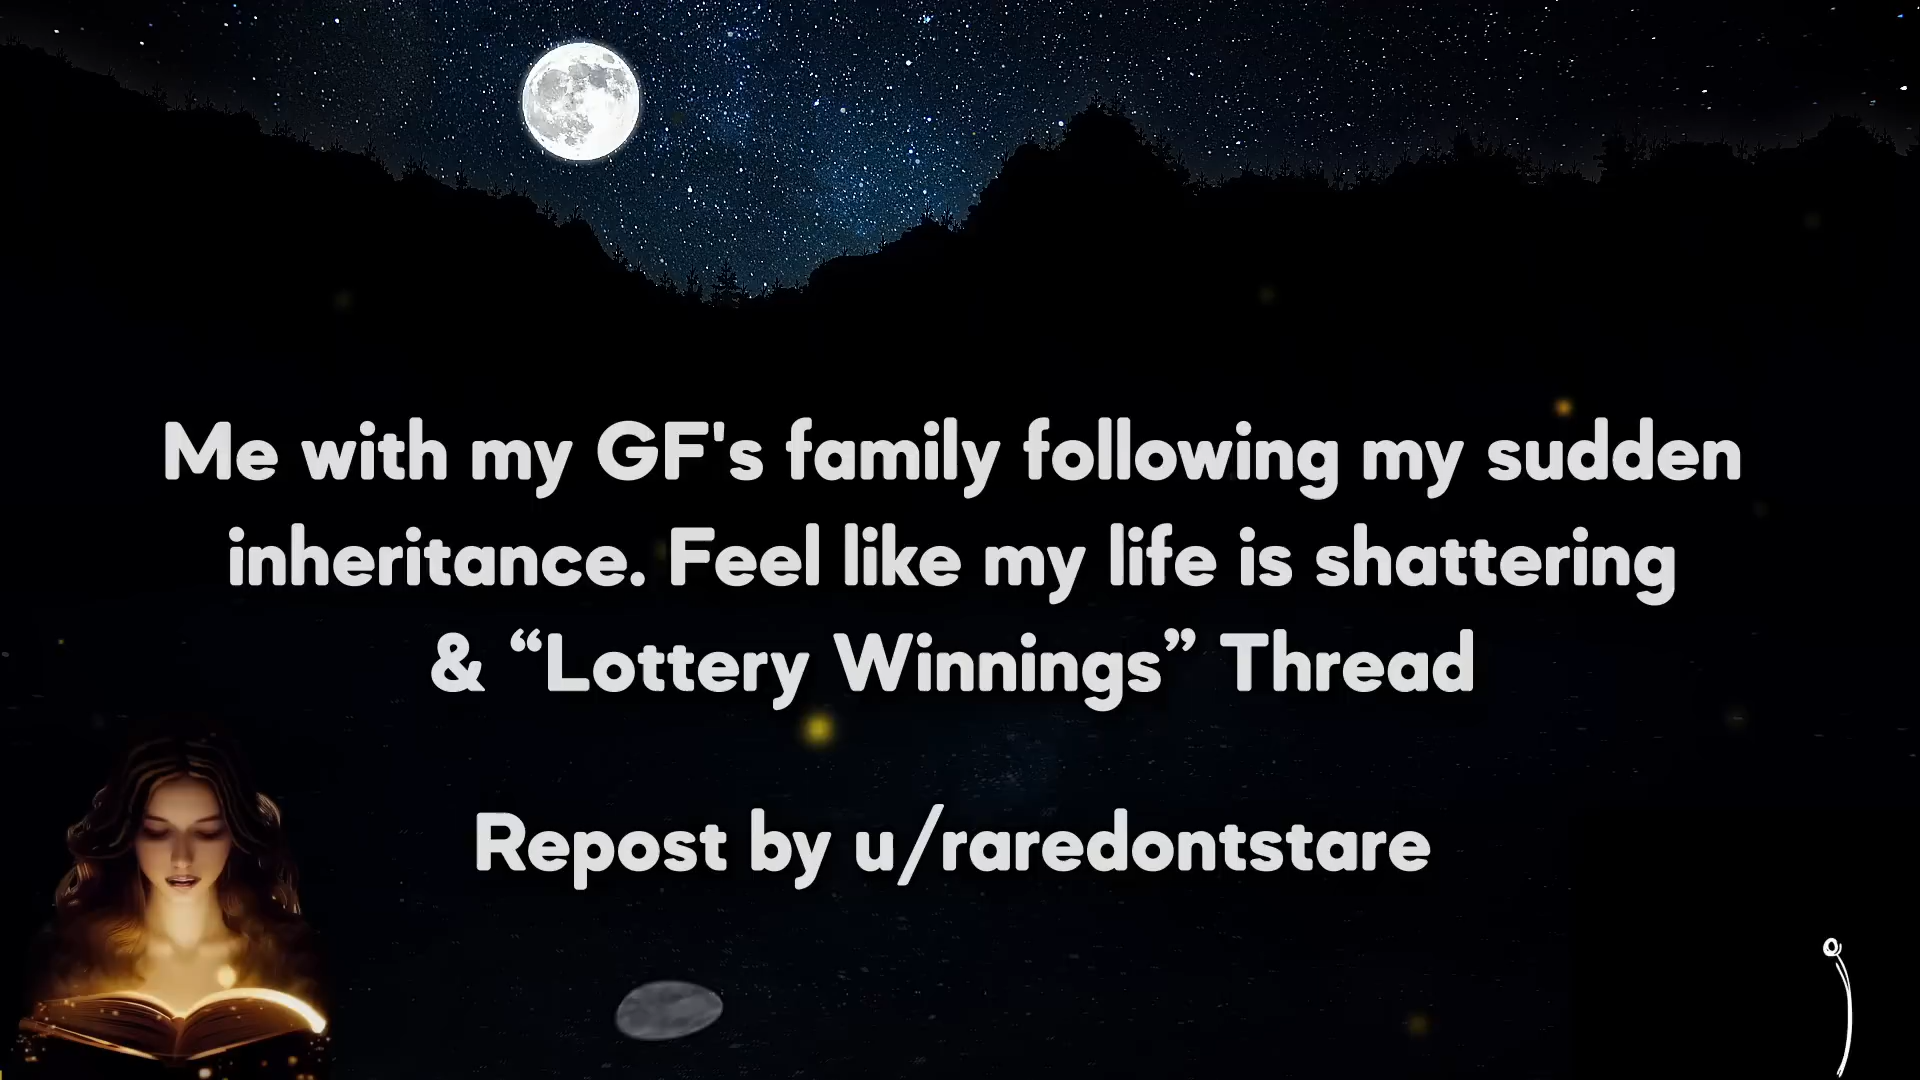 Me with my GF's family following my sudden
inheritance. Feel like my life is shattering
& “Lottery Winnings” Thread
Repost by u/raredontstare